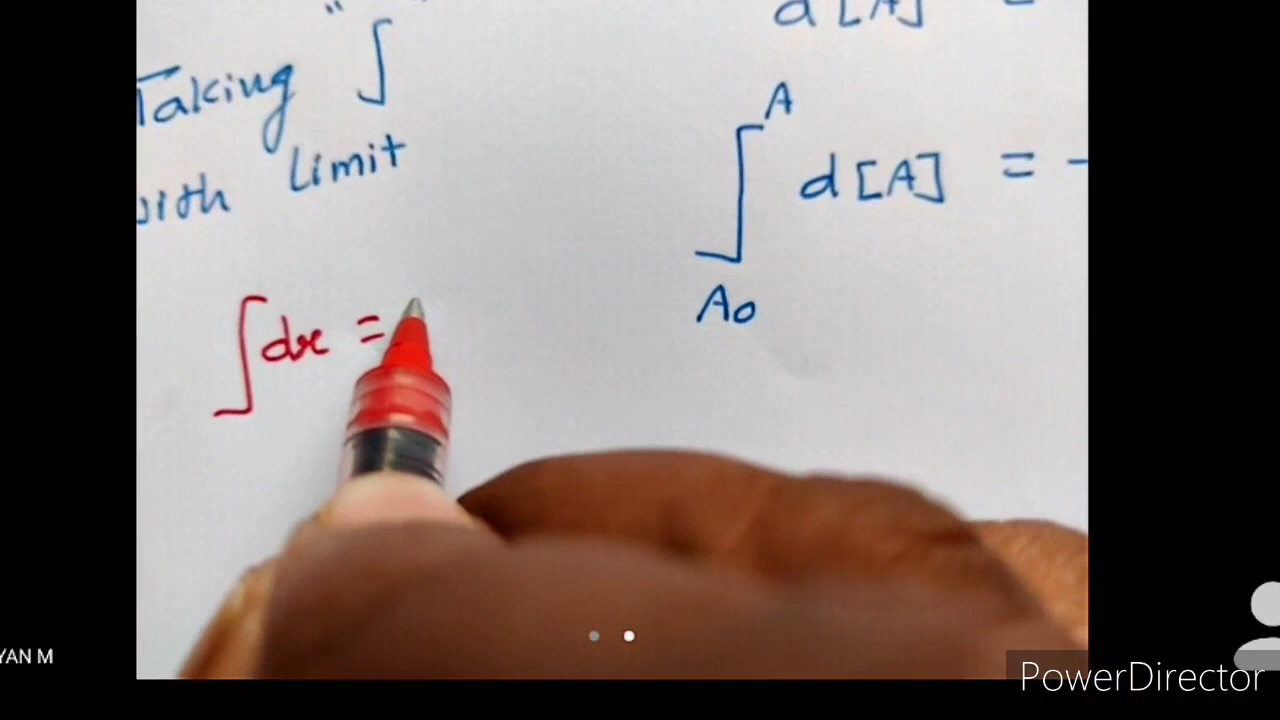 d[A] =
Taking "∫"
with limit
∫ A A₀ d[A] = -
∫dx =
YAN M
PowerDirector